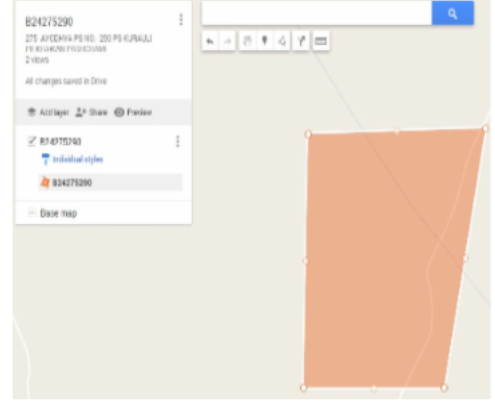 B24275290
275 AYODHYA PS NO. 290 PS KURAULI
2 views
All changes saved in Drive
Add layer Share Preview
B24275290
Individual styles
B24275290
Base map